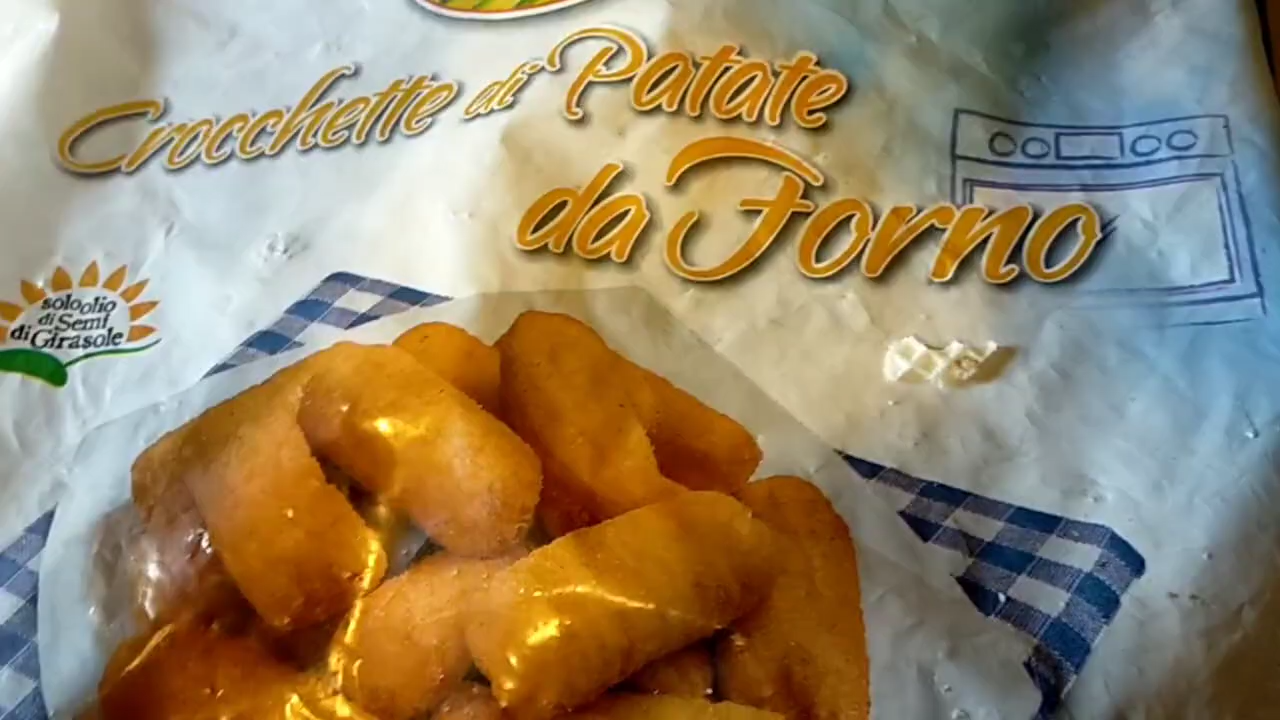 Crocchette di Patate
da Forno
solo olio
di Semi
di Girasole